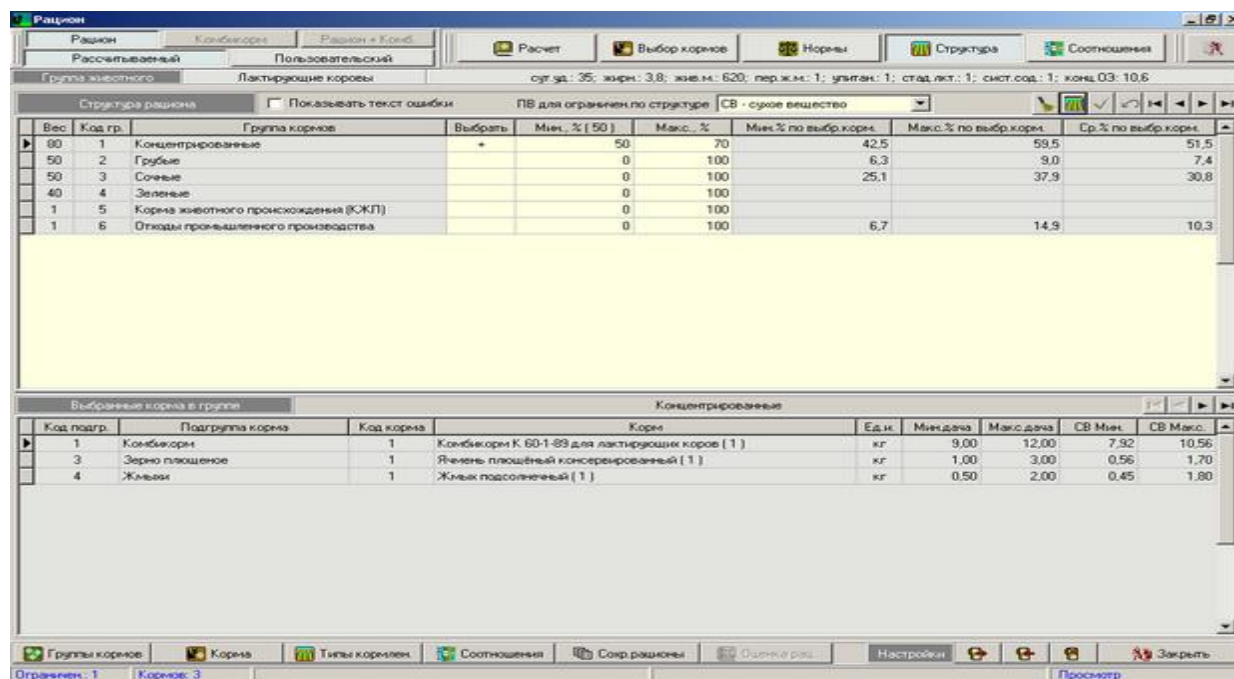 Рацион
Рацион Комбикорм Рацион + Комб. Расчет Выбор кормов Нормы Структура Соотношения
Рассчитываемый Пользовательский
Группа животного Лактирующие коровы сут.уд.: 35; жирн.: 3,8; жив.м.: 620; пер.ж.м.: 1; упитан.: 1; стад.лкт.: 1; сист.сод.: 1; конц.ОЭ: 10,6
Структура рациона Показывать текст ошибки ПВ для ограничен.по структуре СВ - сухое вещество
Вес Код гр. Группа кормов Выбрать Мин., % [ 50 ] Макс., % Мин.% по выбр.корм. Макс.% по выбр.корм. Ср.% по выбр.корм.
80 1 Концентрированные + 50 70 42,5 59,5 51,5
50 2 Грубые 0 100 6,3 9,0 7,4
50 3 Сочные 0 100 25,1 37,9 30,8
40 4 Зеленые 0 100
1 5 Корма животного происхождения (КЖП) 0 100
1 6 Отходы промышленного производства 0 100 6,7 14,9 10,3
Выбранные корма в группе Концентрированные
Код подгр. Подгруппа корма Код корма Корм Ед.и. Мин.дача Макс.дача СВ Мин. СВ Макс.
1 Комбикорм 1 Комбикорм К 60-1-89 для лактирующих коров ( 1 ) кг 9,00 12,00 7,92 10,56
3 Зерно плющеное 1 Ячмень плющёный консервированный ( 1 ) кг 1,00 3,00 0,56 1,70
4 Жмыхи 1 Жмых подсолнечный ( 1 ) кг 0,50 2,00 0,45 1,80
Группы кормов Корма Типы кормлен. Соотношения Сохр.рационы Оценка рац. Настройки Закрыть
Ограничен.: 1 Кормов: 3 Просмотр